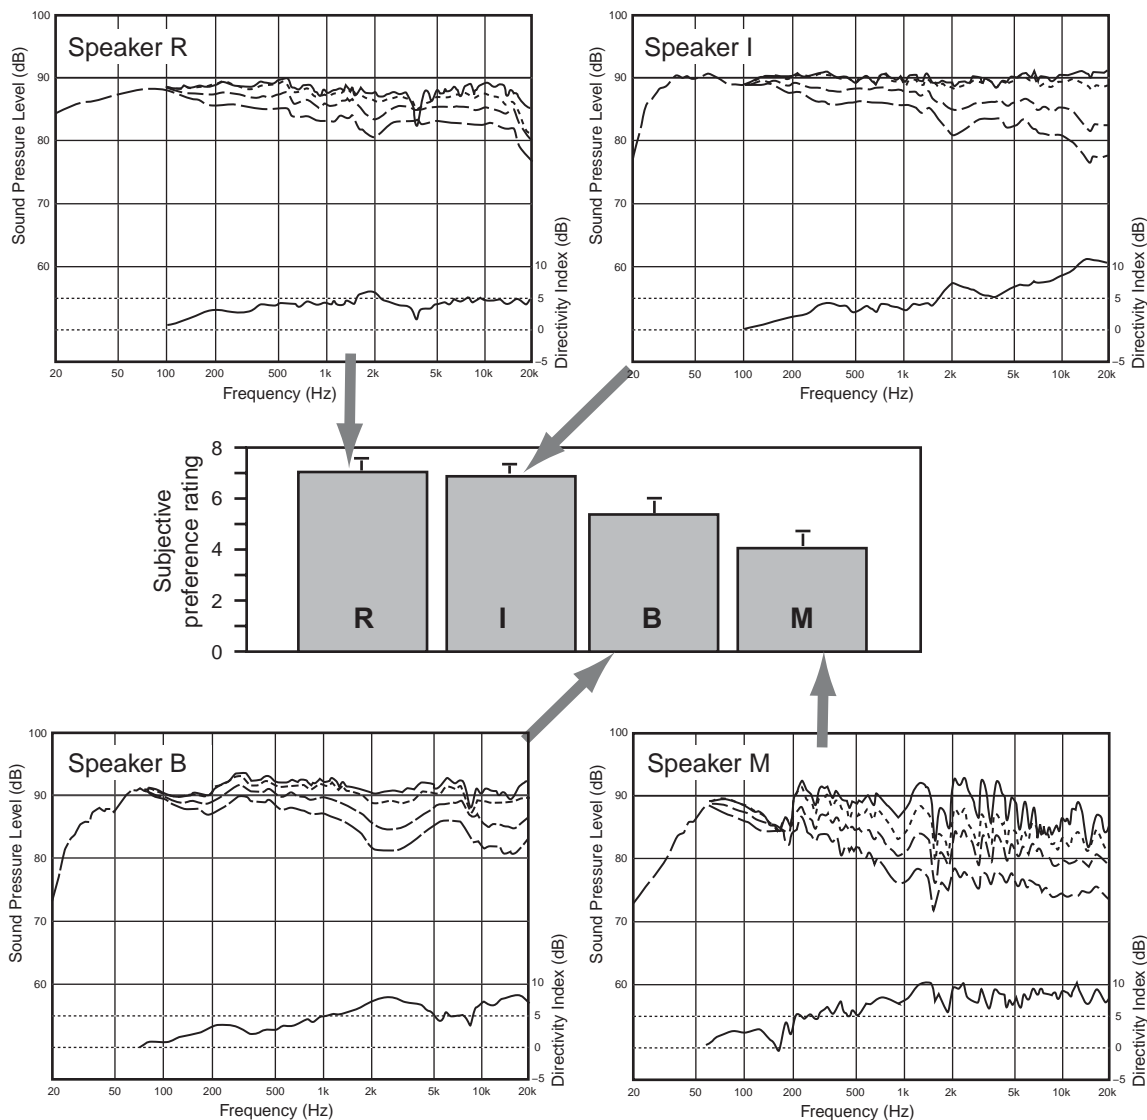 Speaker R
Sound Pressure Level (dB)
100
90
80
70
60
10
5
0
–5
Directivity Index (dB)
20 50 100 200 500 1k 2k 5k 10k 20k
Frequency (Hz)
Speaker I
Sound Pressure Level (dB)
100
90
80
70
60
10
5
0
–5
Directivity Index (dB)
20 50 100 200 500 1k 2k 5k 10k 20k
Frequency (Hz)
Subjective
preference rating
8
6
4
2
0
R I B M
Speaker B
Sound Pressure Level (dB)
100
90
80
70
60
10
5
0
–5
Directivity Index (dB)
20 50 100 200 500 1k 2k 5k 10k 20k
Frequency (Hz)
Speaker M
Sound Pressure Level (dB)
100
90
80
70
60
10
5
0
–5
Directivity Index (dB)
20 50 100 200 500 1k 2k 5k 10k 20k
Frequency (Hz)